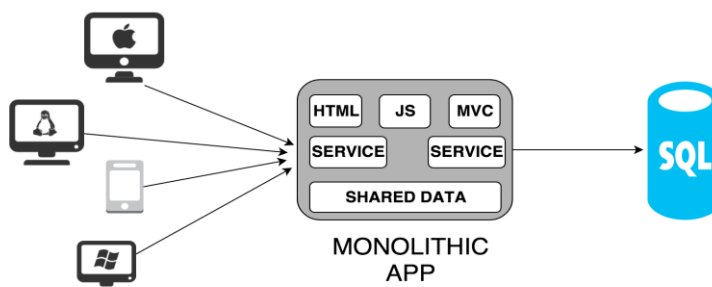 HTML
JS
MVC
SERVICE
SERVICE
SHARED DATA
MONOLITHIC
APP
SQL